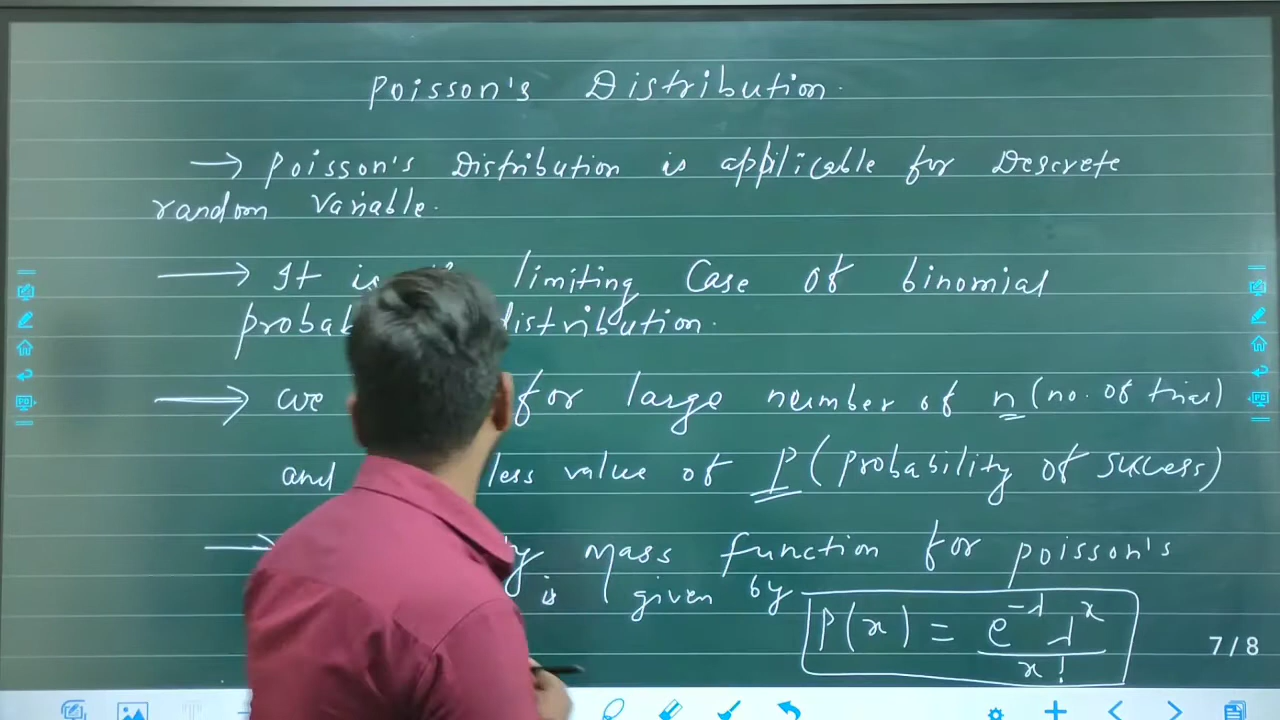 Poisson's Distribution.
→ Poisson's Distribution is applicable for Descrete
random Variable.
→ It is limiting Case of binomial
distribution.
→ we for large number of n (no. of trial)
and less value of P (probability of success)
→ mass function for poisson's
is given by P(x) = e^-λ λ^x / x!
7/8